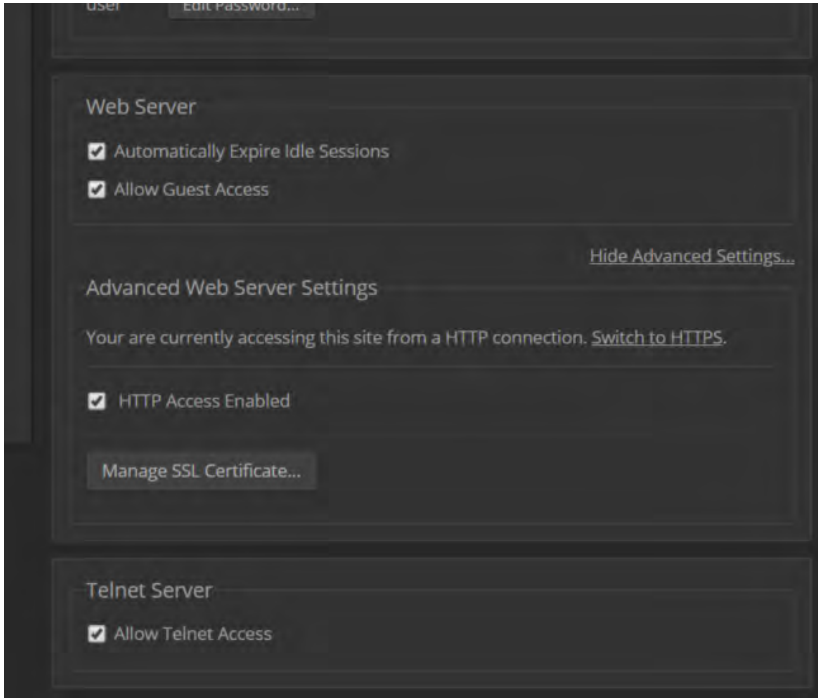 user Edit Password...
Web Server
Automatically Expire Idle Sessions
Allow Guest Access
Hide Advanced Settings...
Advanced Web Server Settings
Your are currently accessing this site from a HTTP connection. Switch to HTTPS.
HTTP Access Enabled
Manage SSL Certificate...
Telnet Server
Allow Telnet Access